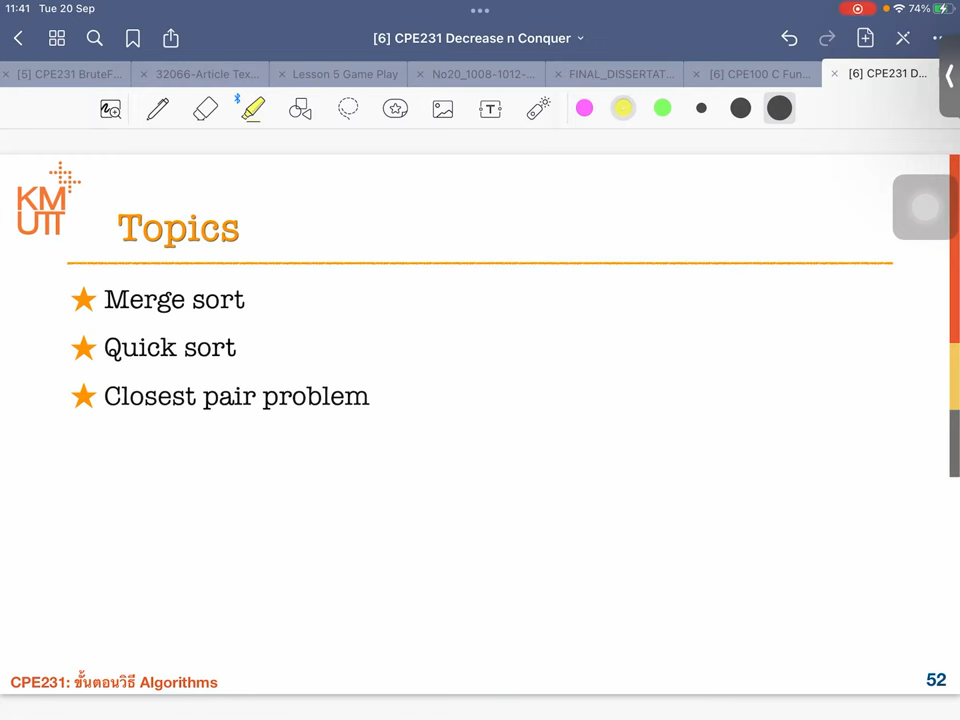 11:41 Tue 20 Sep
74%
[6] CPE231 Decrease n Conquer
[5] CPE231 BruteF...
32066-Article Tex...
Lesson 5 Game Play
No20_1008-1012-...
FINAL_DISSERTAT...
[6] CPE100 C Fun...
[6] CPE231 D...
KM
UTT
Topics
★ Merge sort
★ Quick sort
★ Closest pair problem
CPE231: ขั้นตอนวิธี Algorithms
52